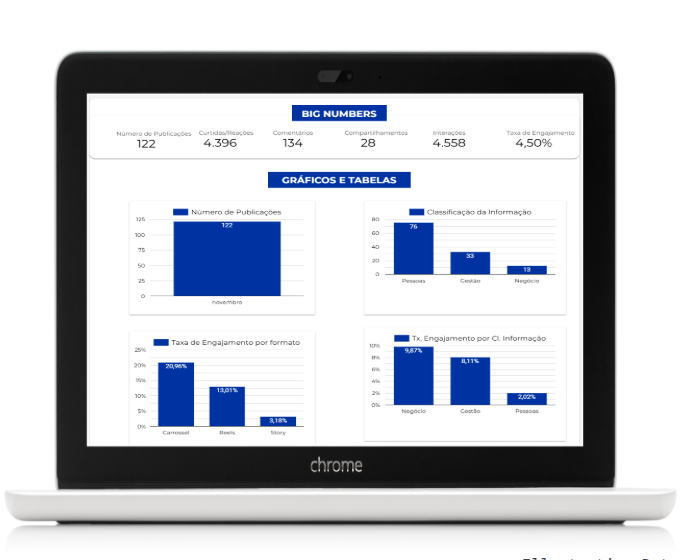 BIG NUMBERS
Número de Publicações Curtidas/Reações Comentários Compartilhamentos Interações Taxa de Engajamento
122 4.396 134 28 4.558 4,50%
GRÁFICOS E TABELAS
Número de Publicações
125
100
75
50
25
0
122
novembro
Classificação da Informação
80
60
40
20
0
76
33
13
Pessoas Gestão Negócio
Taxa de Engajamento por formato
25%
20%
15%
10%
5%
0%
20,96%
13,01%
3,18%
Carrossel Reels Story
Tx. Engajamento por Cl. Informação
10%
8%
6%
4%
2%
0%
9,87%
8,11%
2,02%
Negócio Gestão Pessoas
chrome